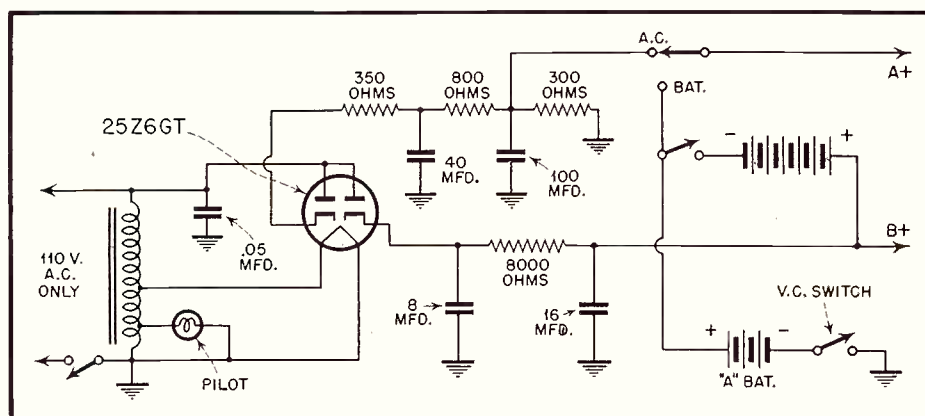 A.C.
A+
350
OHMS
800
OHMS
300
OHMS
BAT.
25Z6GT
-
+
40
MFD.
100
MFD.
.05
MFD.
110 V.
A.C.
ONLY
B+
8000
OHMS
8
MFD.
16
MFD.
V.C. SWITCH
+
-
"A" BAT.
PILOT